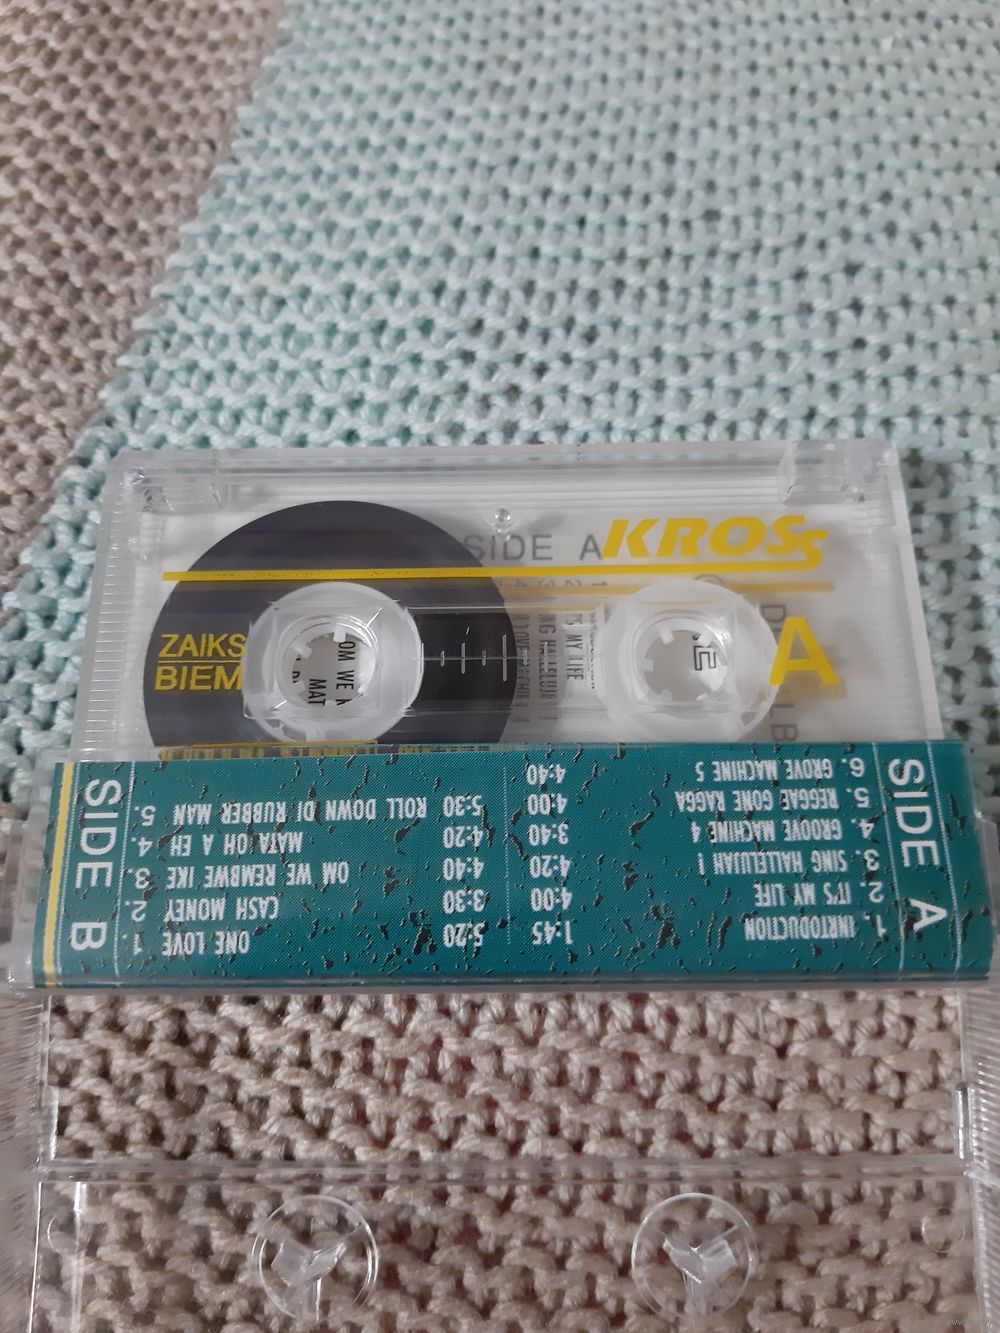 SIDE A
KROSS
ZAIKS
BIEM
A
SIDE A
1. INRTODUCTION 1:45
2. IT'S MY LIFE 4:00
3. SING HALLELUJAH ! 4:20
4. GROOVE MACHINE 4 3:40
5. REGGAE GONE RAGGA 4:00
6. GROVE MACHINE 5 4:40
SIDE B
1. ONE LOVE 5:20
2. CASH MONEY 3:30
3. OM WE REMBWE IKE 4:40
4. MATA OH A EH 4:20
5. ROLL DOWN DI RUBBER MAN 5:30